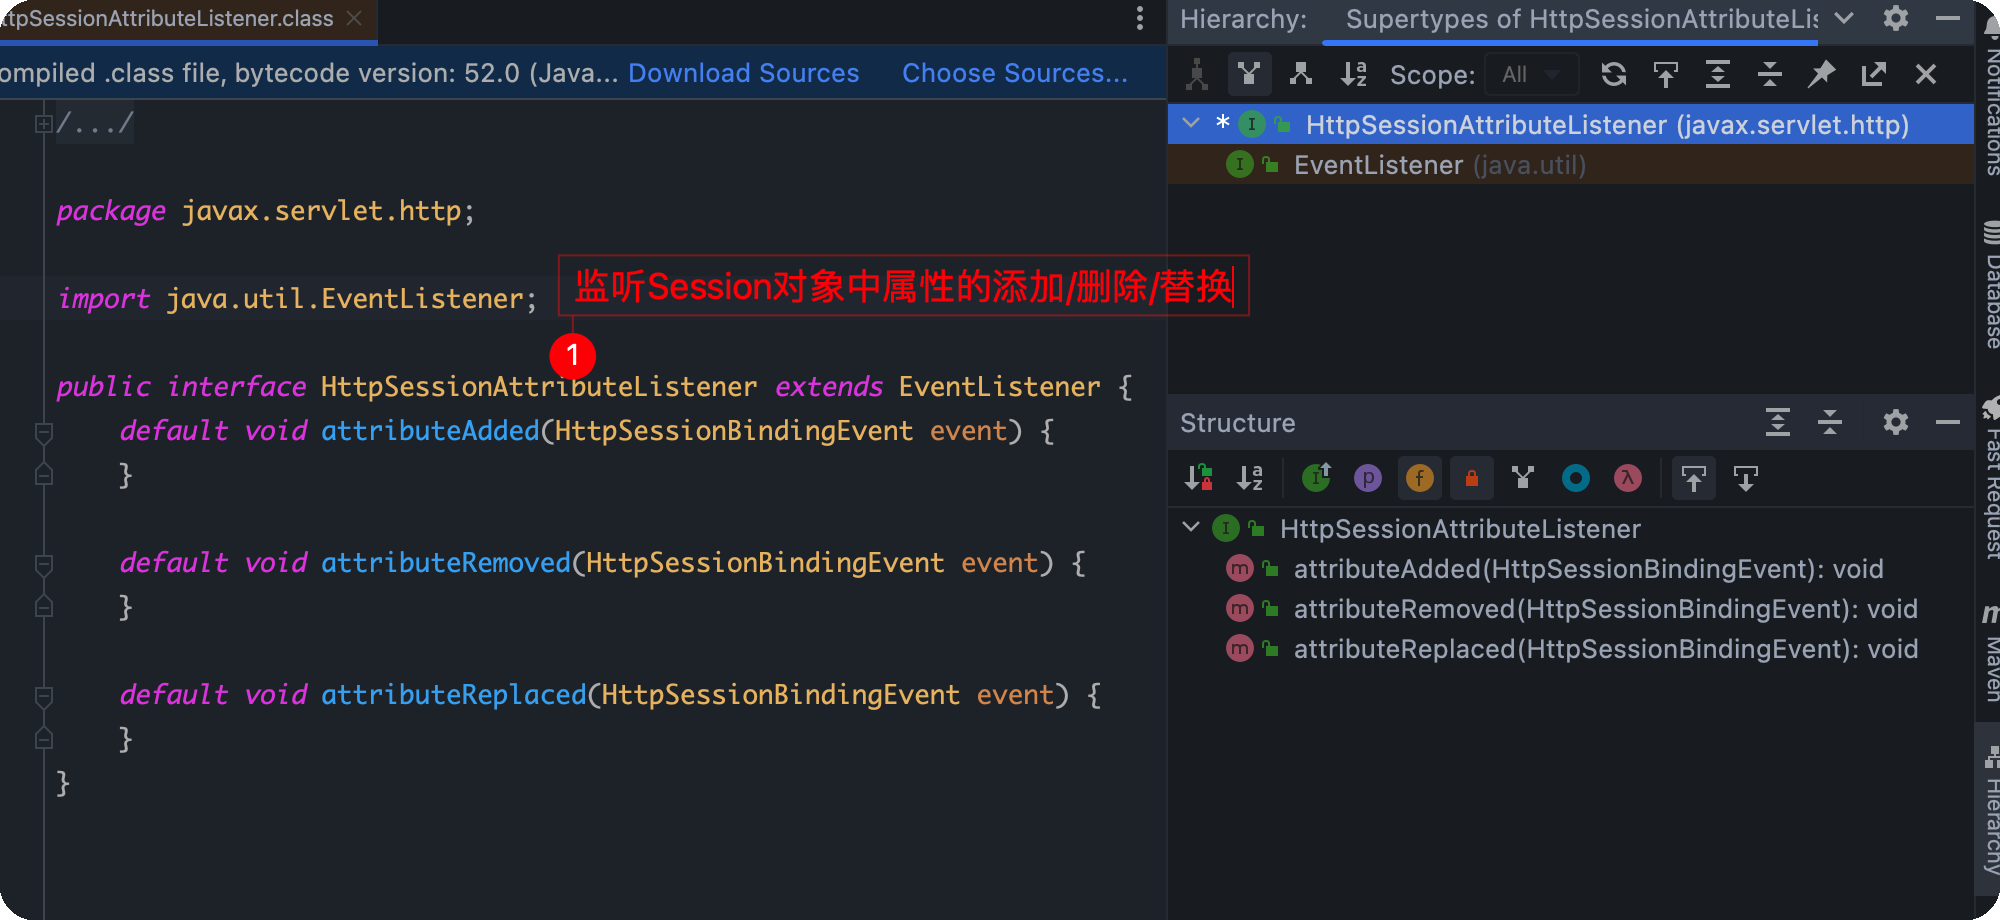 ttpSessionAttributeListener.class
ompiled .class file, bytecode version: 52.0 (Java... Download Sources Choose Sources...
/.../
package javax.servlet.http;
import java.util.EventListener;
监听Session对象中属性的添加/删除/替换
1
public interface HttpSessionAttributeListener extends EventListener {
default void attributeAdded(HttpSessionBindingEvent event) {
}
default void attributeRemoved(HttpSessionBindingEvent event) {
}
default void attributeReplaced(HttpSessionBindingEvent event) {
}
}
Hierarchy: Supertypes of HttpSessionAttributeLis
Scope: All
* I HttpSessionAttributeListener (javax.servlet.http)
I EventListener (java.util)
Structure
I HttpSessionAttributeListener
m attributeAdded(HttpSessionBindingEvent): void
m attributeRemoved(HttpSessionBindingEvent): void
m attributeReplaced(HttpSessionBindingEvent): void
Notifications
Database
Fast Request
Maven
Hierarchy